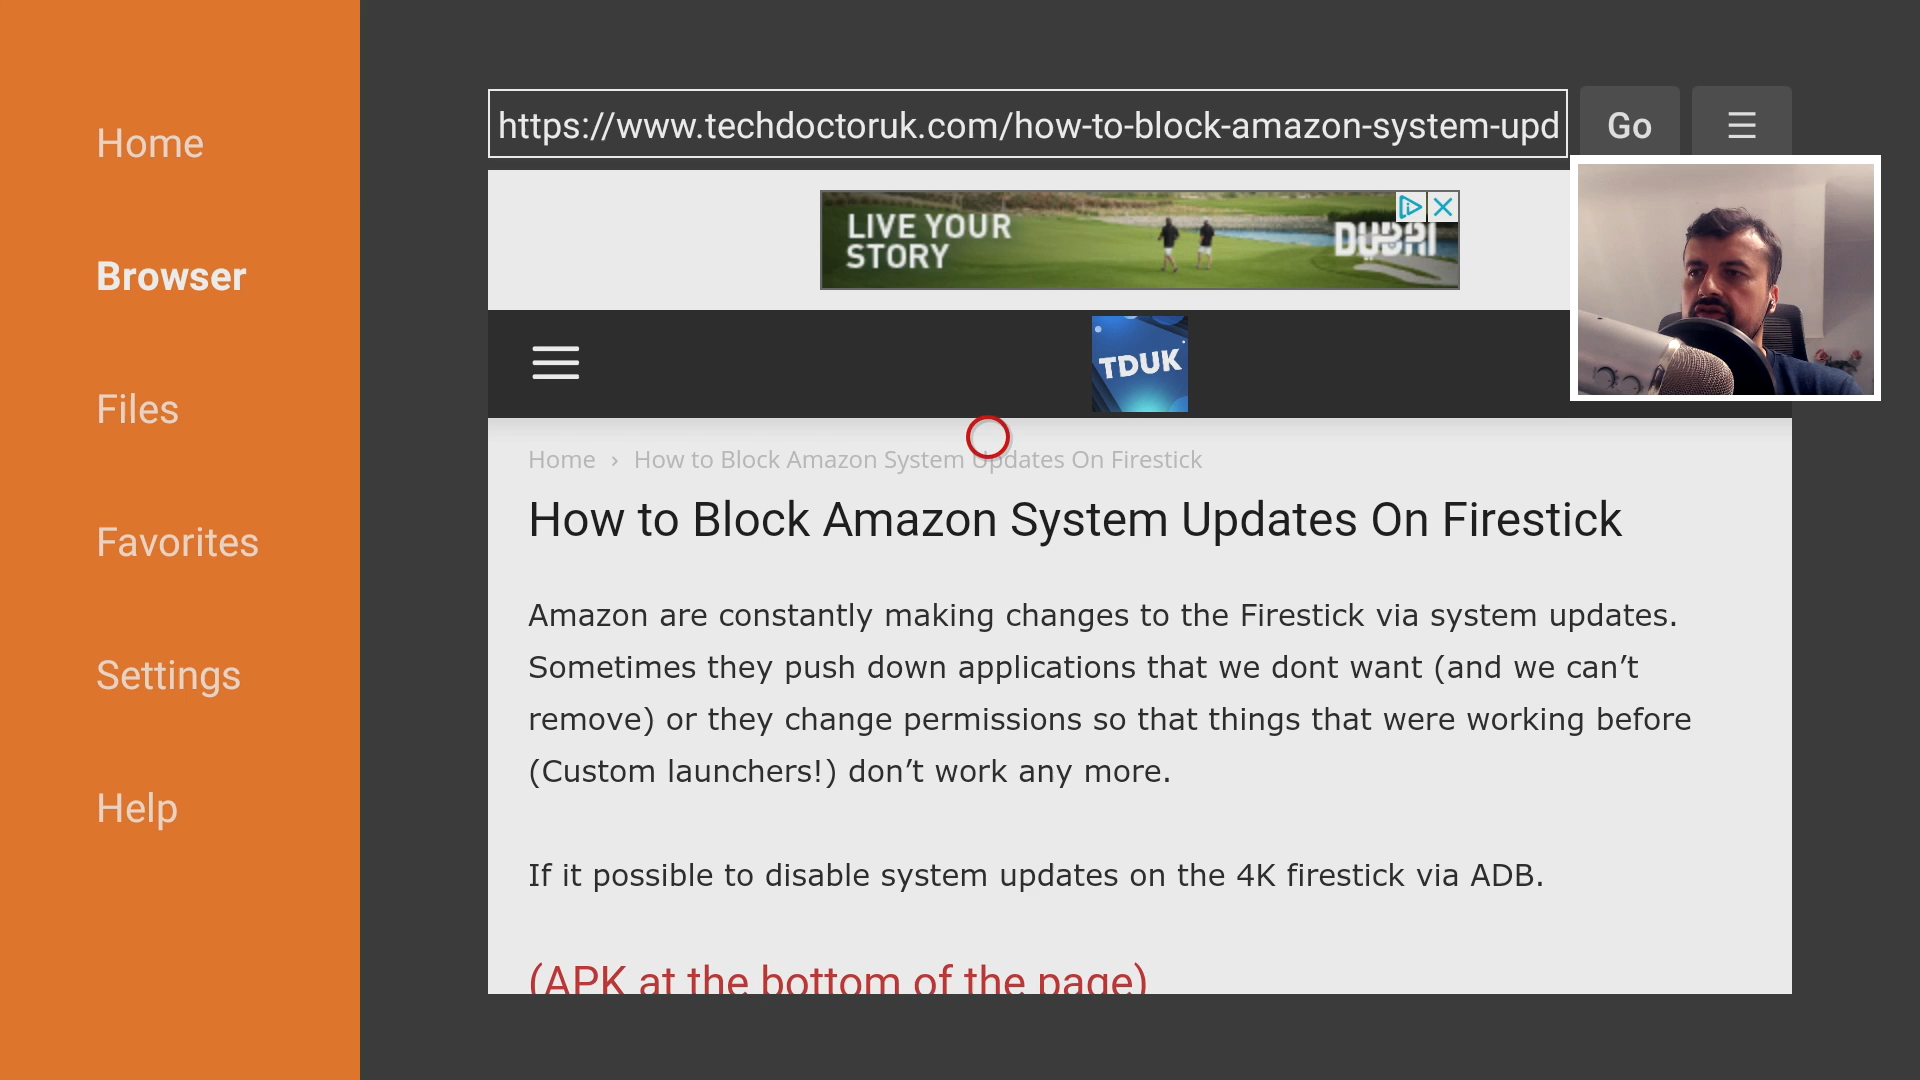 Home
Browser
Files
Favorites
Settings
Help
https://www.techdoctoruk.com/how-to-block-amazon-system-upd
Go
LIVE YOUR
STORY
DUBAI
TDUK
Home › How to Block Amazon System Updates On Firestick
How to Block Amazon System Updates On Firestick
Amazon are constantly making changes to the Firestick via system updates.
Sometimes they push down applications that we dont want (and we can’t
remove) or they change permissions so that things that were working before
(Custom launchers!) don’t work any more.
If it possible to disable system updates on the 4K firestick via ADB.
(APK at the bottom of the page)